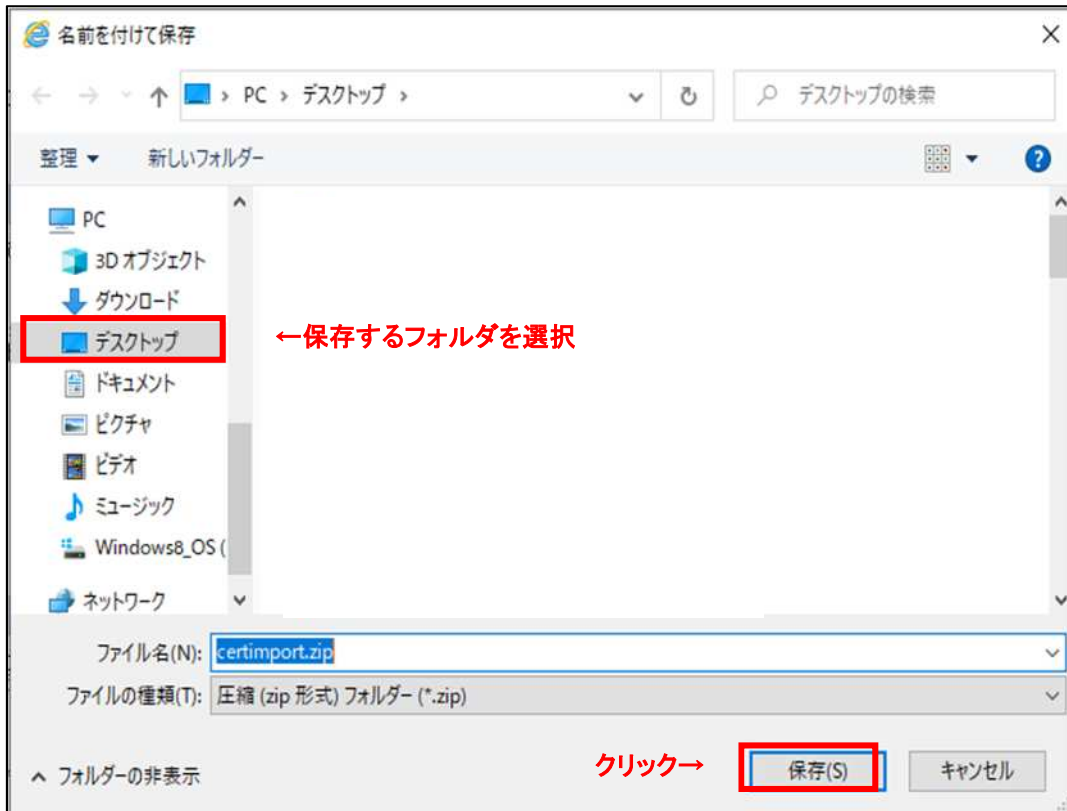 名前を付けて保存
PC › デスクトップ ›
デスクトップの検索
整理
新しいフォルダー
PC
3D オブジェクト
ダウンロード
デスクトップ
←保存するフォルダを選択
ドキュメント
ピクチャ
ビデオ
ミュージック
Windows8_OS (
ネットワーク
ファイル名(N): certimport.zip
ファイルの種類(T): 圧縮 (zip 形式) フォルダー (*.zip)
フォルダーの非表示
クリック→
保存(S)
キャンセル